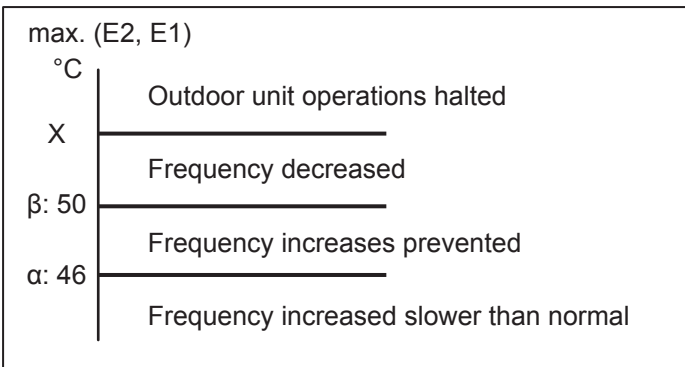 max. (E2, E1)
°C
Outdoor unit operations halted
X
Frequency decreased
β: 50
Frequency increases prevented
α: 46
Frequency increased slower than normal